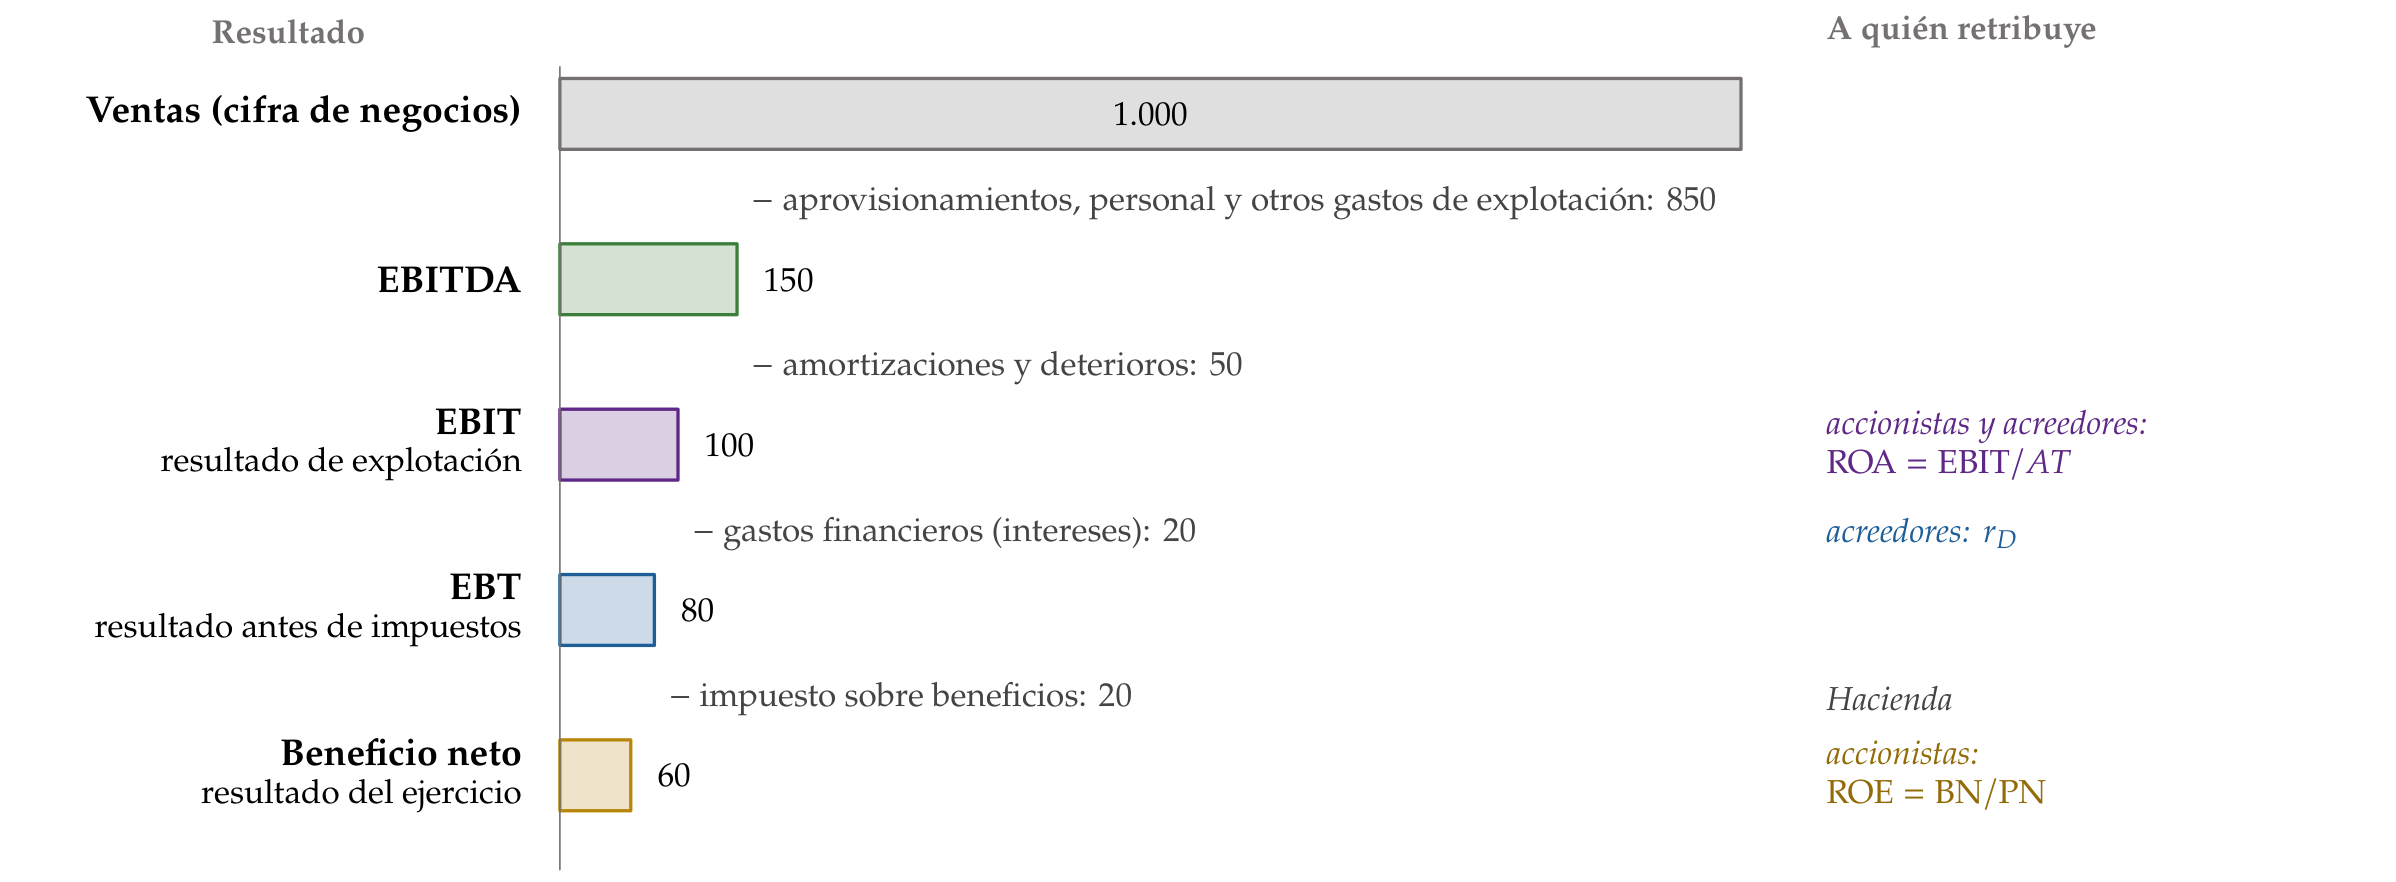 Resultado
A quién retribuye
Ventas (cifra de negocios)
1.000
− aprovisionamientos, personal y otros gastos de explotación: 850
EBITDA
150
− amortizaciones y deterioros: 50
EBIT
resultado de explotación
100
accionistas y acreedores:
ROA = EBIT/AT
− gastos financieros (intereses): 20
acreedores: r_D
EBT
resultado antes de impuestos
80
− impuesto sobre beneficios: 20
Hacienda
Beneficio neto
resultado del ejercicio
60
accionistas:
ROE = BN/PN